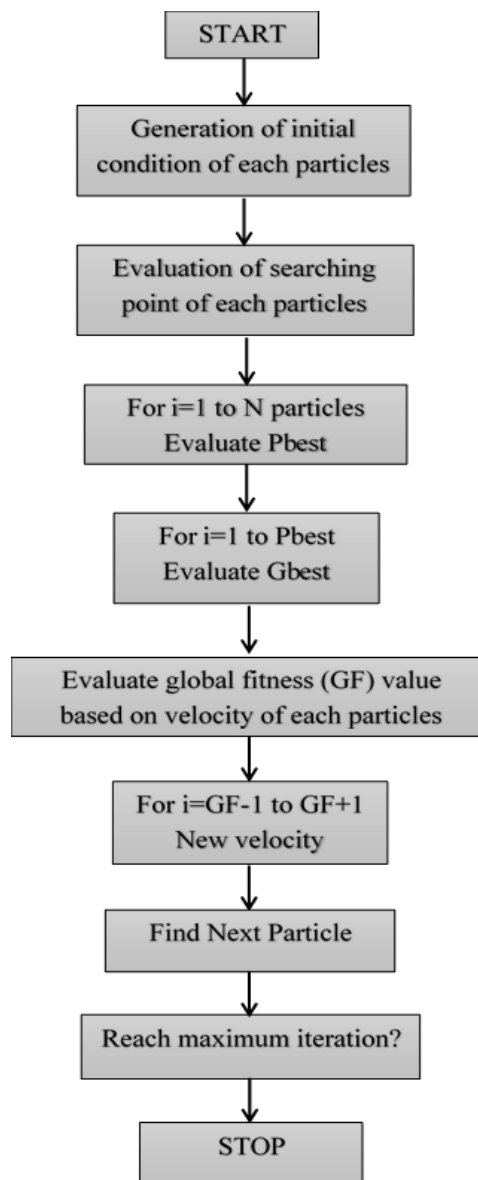 START
Generation of initial
condition of each particles
Evaluation of searching
point of each particles
For i=1 to N particles
Evaluate Pbest
For i=1 to Pbest
Evaluate Gbest
Evaluate global fitness (GF) value
based on velocity of each particles
For i=GF-1 to GF+1
New velocity
Find Next Particle
Reach maximum iteration?
STOP